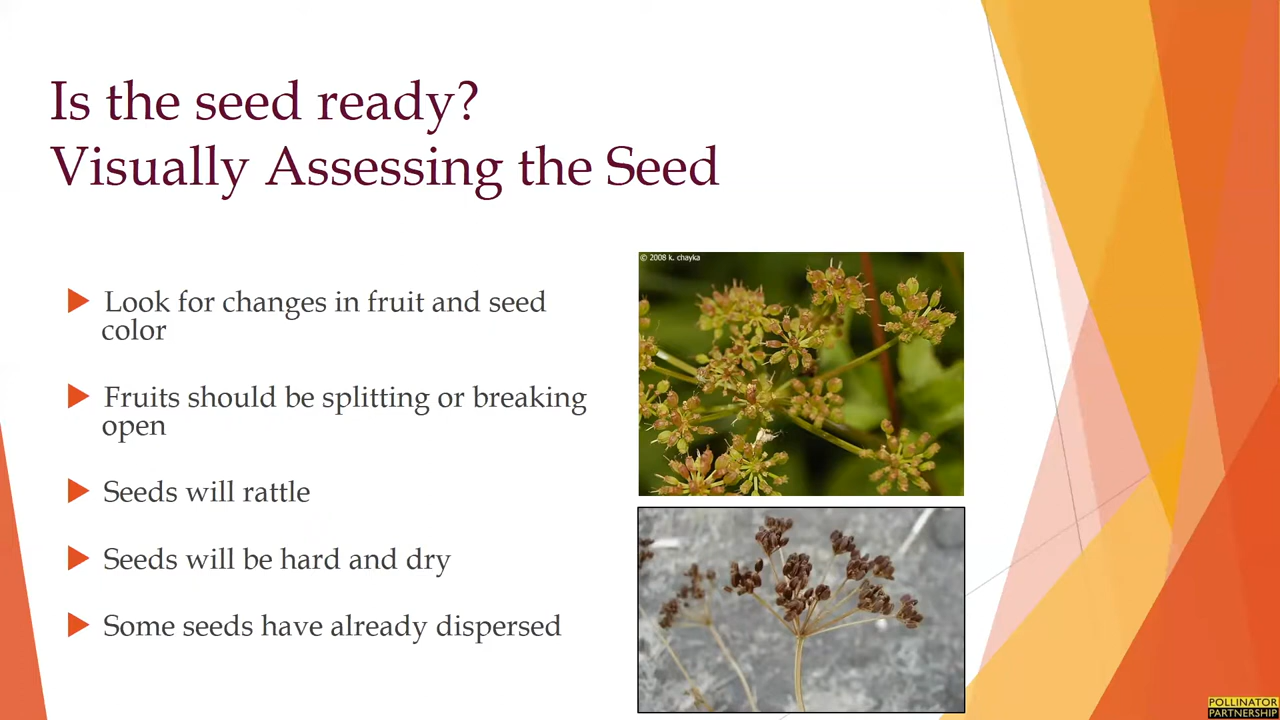 Is the seed ready?
Visually Assessing the Seed
Look for changes in fruit and seed
color
Fruits should be splitting or breaking
open
Seeds will rattle
Seeds will be hard and dry
Some seeds have already dispersed
© 2008 k. chayka
POLLINATOR
PARTNERSHIP